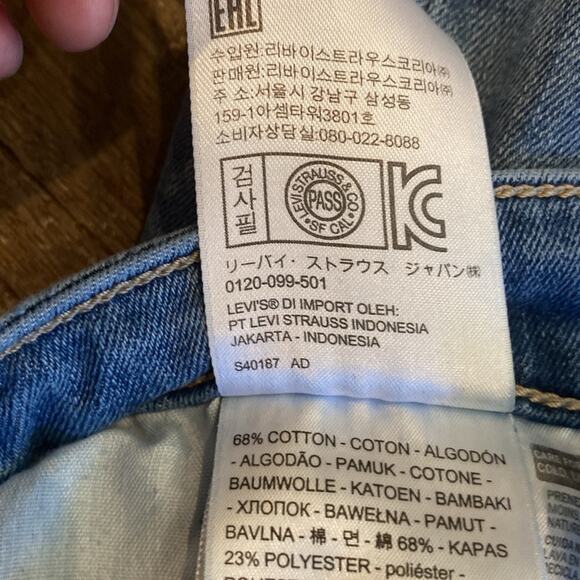 EAC
수입원:리바이스트라우스코리아㈜
판매원:리바이스트라우스코리아㈜
주 소:서울시 강남구 삼성동
159-1아셈타워3801호
소비자상담실:080-022-8088
검사필
LEVI STRAUSS & CO
PASS
SF CAL
KC
リーバイ・ストラウス ジャパン㈱
0120-099-501
LEVI'S® DI IMPORT OLEH:
PT LEVI STRAUSS INDONESIA
JAKARTA - INDONESIA
S40187 AD
68% COTTON - COTON - ALGODÓN
- ALGODÃO - PAMUK - COTONE -
BAUMWOLLE - KATOEN - BAMBAKI
- ХЛОПОК - BAWEŁNA - PAMUT -
BAVLNA - 棉 - 면 - 綿 68% - KAPAS
23% POLYESTER - poliéster -